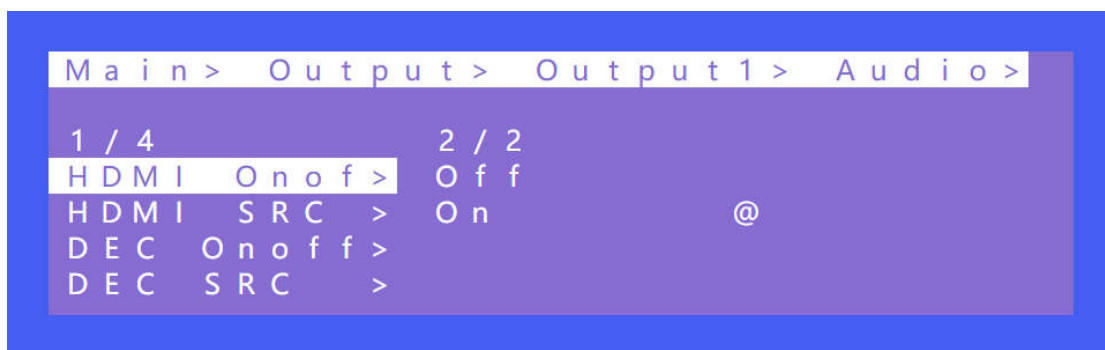 Main> Output> Output1> Audio>
1/4 2/2
HDMI Onof> Off
HDMI SRC > On @
DEC Onoff>
DEC SRC >